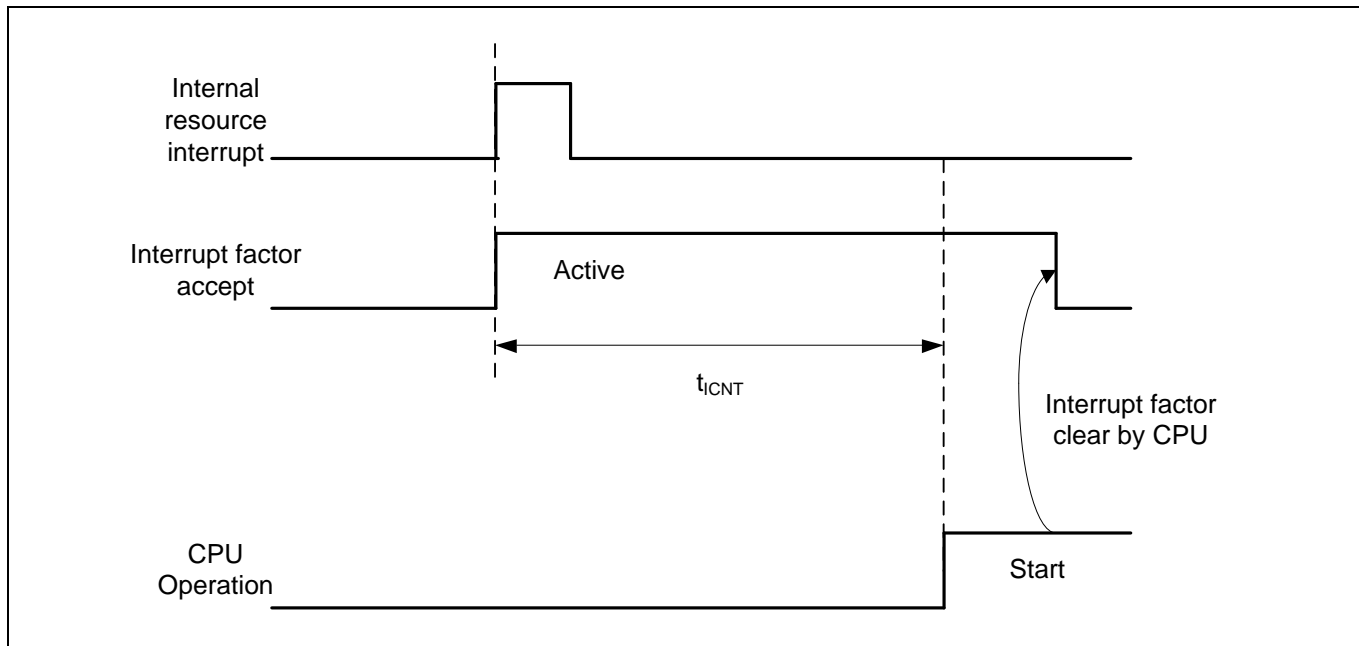 Internal
resource
interrupt
Interrupt factor
accept
Active
tICNT
Interrupt factor
clear by CPU
CPU
Operation
Start